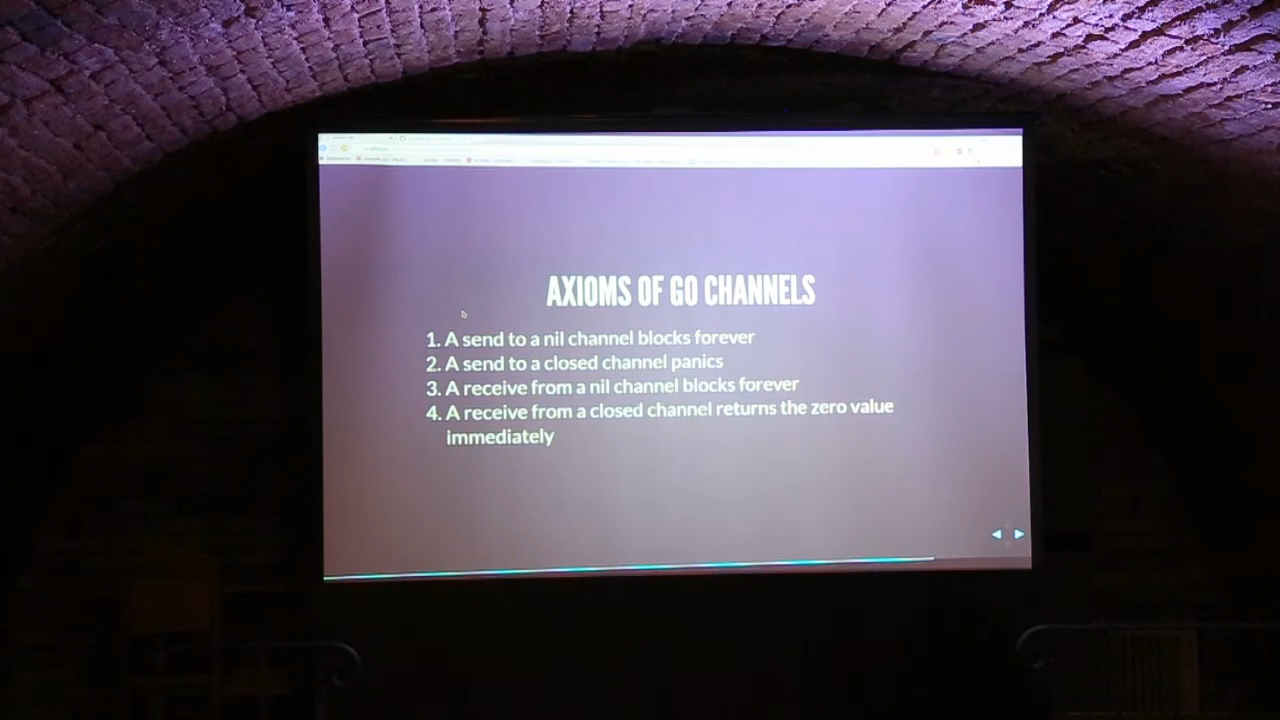 AXIOMS OF GO CHANNELS
1. A send to a nil channel blocks forever
2. A send to a closed channel panics
3. A receive from a nil channel blocks forever
4. A receive from a closed channel returns the zero value
immediately